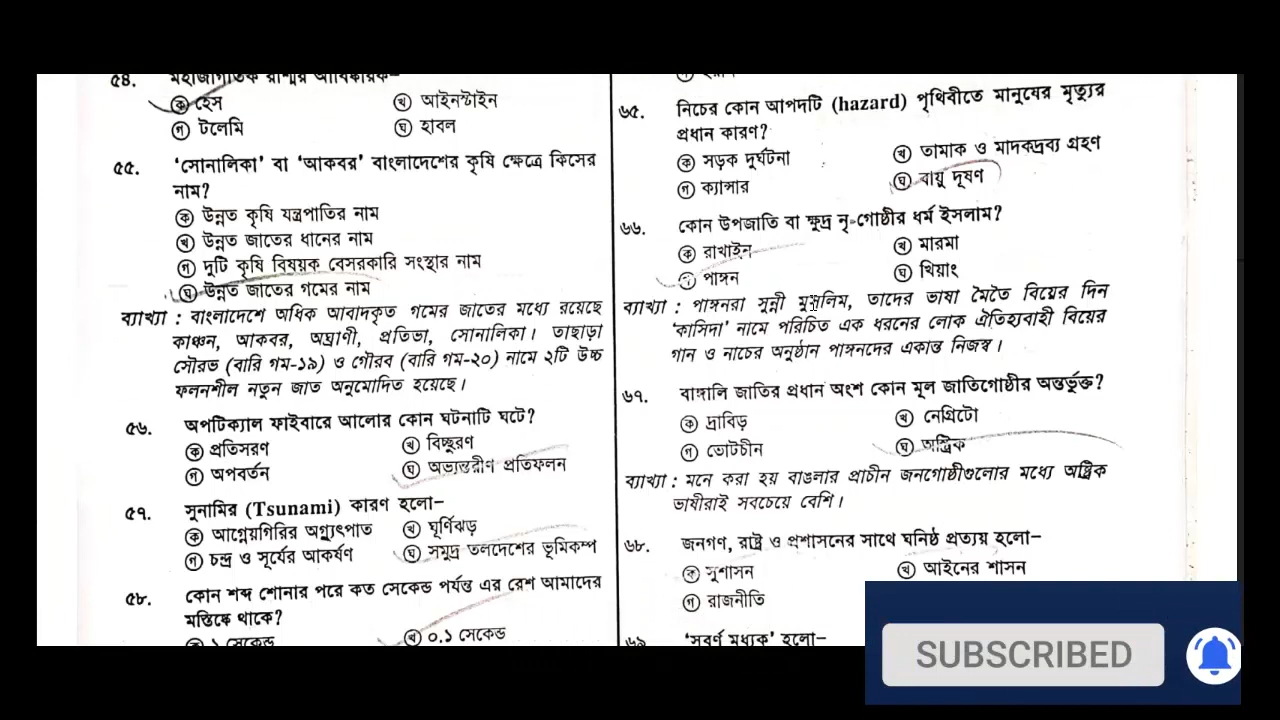 ৫৪. মহাজাগতিক রশ্মির আবিষ্কারক–
ক হেস খ আইনস্টাইন
গ টলেমি ঘ হাবল
৫৫. ‘সোনালিকা’ বা ‘আকবর’ বাংলাদেশের কৃষি ক্ষেত্রে কিসের
নাম?
ক উন্নত কৃষি যন্ত্রপাতির নাম
খ উন্নত জাতের ধানের নাম
গ দুটি কৃষি বিষয়ক বেসরকারি সংস্থার নাম
ঘ উন্নত জাতের গমের নাম
ব্যাখ্যা : বাংলাদেশে অধিক আবাদকৃত গমের জাতের মধ্যে রয়েছে
কাঞ্চন, আকবর, অঘ্রাণী, প্রতিভা, সোনালিকা। তাছাড়া
সৌরভ (বারি গম-১৯) ও গৌরব (বারি গম-২০) নামে ২টি উচ্চ
ফলনশীল নতুন জাত অনুমোদিত হয়েছে।
৫৬. অপটিক্যাল ফাইবারে আলোর কোন ঘটনাটি ঘটে?
ক প্রতিসরণ খ বিচ্ছুরণ
গ অপবর্তন ঘ অভ্যন্তরীণ প্রতিফলন
৫৭. সুনামির (Tsunami) কারণ হলো–
ক আগ্নেয়গিরির অগ্ন্যুৎপাত খ ঘূর্ণিঝড়
গ চন্দ্র ও সূর্যের আকর্ষণ ঘ সমুদ্র তলদেশের ভূমিকম্প
৫৮. কোন শব্দ শোনার পরে কত সেকেন্ড পর্যন্ত এর রেশ আমাদের
মস্তিষ্কে থাকে?
ক ১ সেকেন্ড খ ০.১ সেকেন্ড
৬৫. নিচের কোন আপদটি (hazard) পৃথিবীতে মানুষের মৃত্যুর
প্রধান কারণ?
ক সড়ক দুর্ঘটনা খ তামাক ও মাদকদ্রব্য গ্রহণ
গ ক্যান্সার ঘ বায়ু দূষণ
৬৬. কোন উপজাতি বা ক্ষুদ্র নৃ-গোষ্ঠীর ধর্ম ইসলাম?
ক রাখাইন খ মারমা
গ পাঙ্গন ঘ খিয়াং
ব্যাখ্যা : পাঙ্গনরা সুন্নী মুসলিম, তাদের ভাষা মৈতৈ বিয়ের দিন
‘কাসিদা’ নামে পরিচিত এক ধরনের লোক ঐতিহ্যবাহী বিয়ের
গান ও নাচের অনুষ্ঠান পাঙ্গনদের একান্ত নিজস্ব।
৬৭. বাঙ্গালি জাতির প্রধান অংশ কোন মূল জাতিগোষ্ঠীর অন্তর্ভুক্ত?
ক দ্রাবিড় খ নেগ্রিটো
গ ভোটচীন ঘ অস্ট্রিক
ব্যাখ্যা : মনে করা হয় বাঙলার প্রাচীন জনগোষ্ঠীগুলোর মধ্যে অস্ট্রিক
ভাষীরাই সবচেয়ে বেশি।
৬৮. জনগণ, রাষ্ট্র ও প্রশাসনের সাথে ঘনিষ্ঠ প্রত্যয় হলো–
ক সুশাসন খ আইনের শাসন
গ রাজনীতি
৬৯ ‘সুবর্ণ মধ্যক’ হলো–
SUBSCRIBED